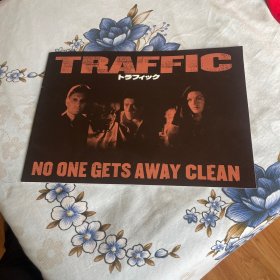 TRAFFIC
トラフィック
NO ONE GETS AWAY CLEAN